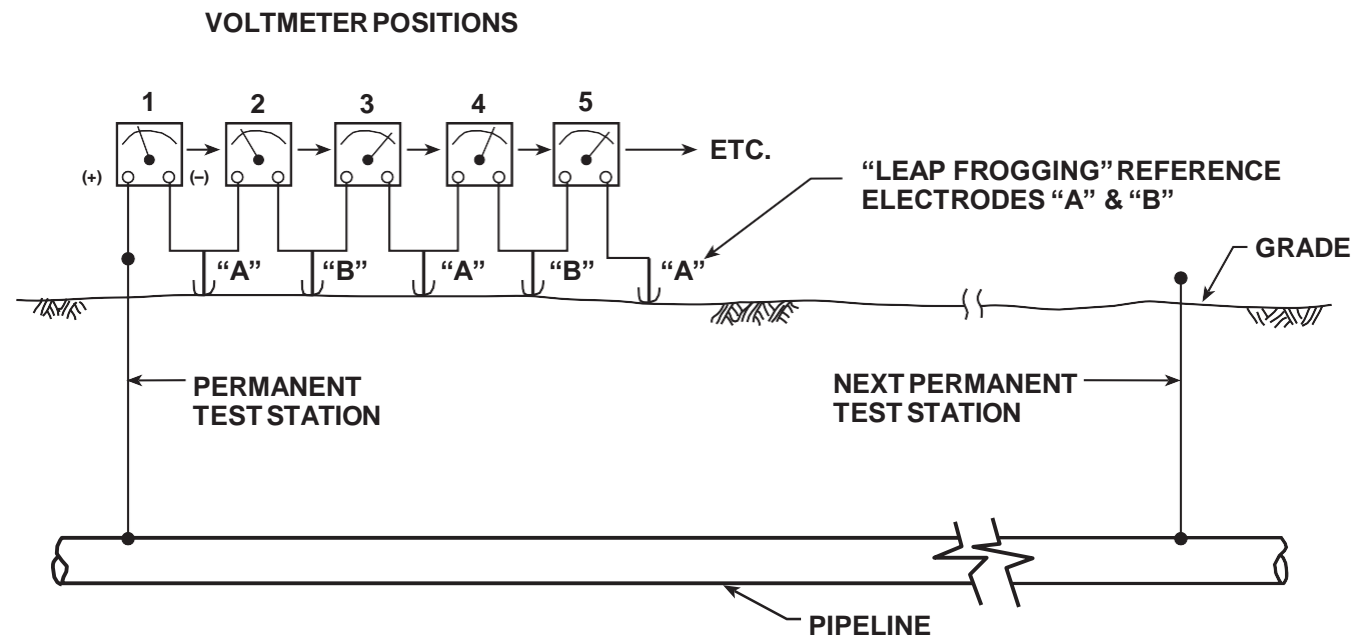 VOLTMETER POSITIONS
1 2 3 4 5
ETC.
(+) (–)
“LEAP FROGGING” REFERENCE
ELECTRODES “A” & “B”
GRADE
“A” “B” “A” “B” “A”
PERMANENT
TEST STATION
NEXT PERMANENT
TEST STATION
PIPELINE